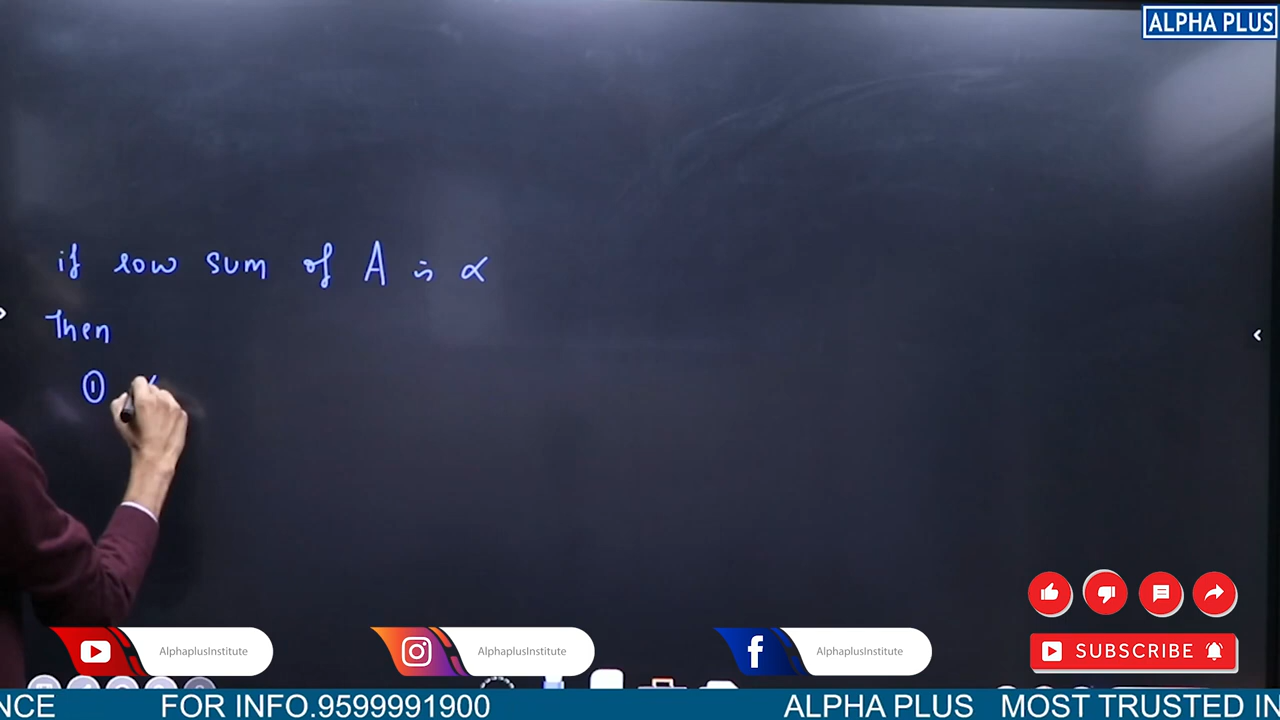 ALPHA PLUS
if row sum of A is α
Then
①
AlphaplusInstitute
AlphaplusInstitute
AlphaplusInstitute
SUBSCRIBE
NCE FOR INFO.9599991900 ALPHA PLUS MOST TRUSTED IN